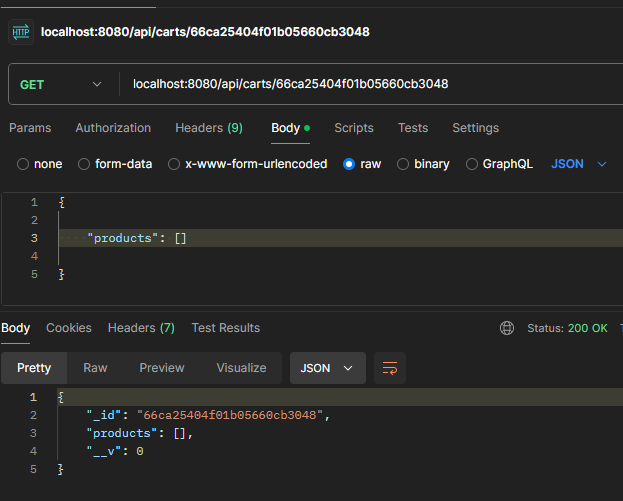 HTTP localhost:8080/api/carts/66ca25404f01b05660cb3048
GET localhost:8080/api/carts/66ca25404f01b05660cb3048
Params Authorization Headers (9) Body Scripts Tests Settings
none form-data x-www-form-urlencoded raw binary GraphQL JSON
1 {
2
3 "products": []
4
5 }
Body Cookies Headers (7) Test Results Status: 200 OK
Pretty Raw Preview Visualize JSON
1 {
2 "_id": "66ca25404f01b05660cb3048",
3 "products": [],
4 "__v": 0
5 }